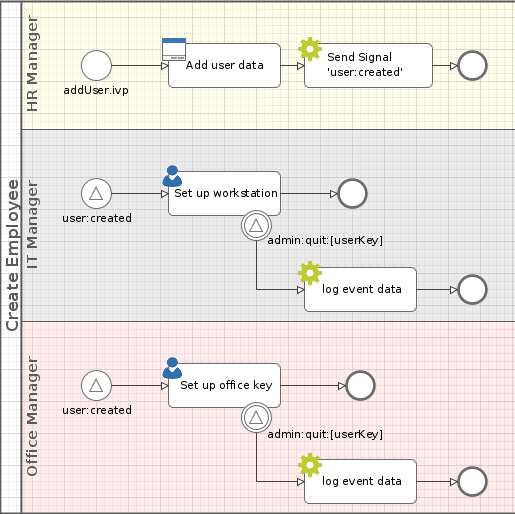 Create Employee
HR Manager
addUser.ivp
Add user data
Send Signal
'user:created'
IT Manager
user:created
Set up workstation
admin:quit:[userKey]
log event data
Office Manager
user:created
Set up office key
admin:quit:[userKey]
log event data